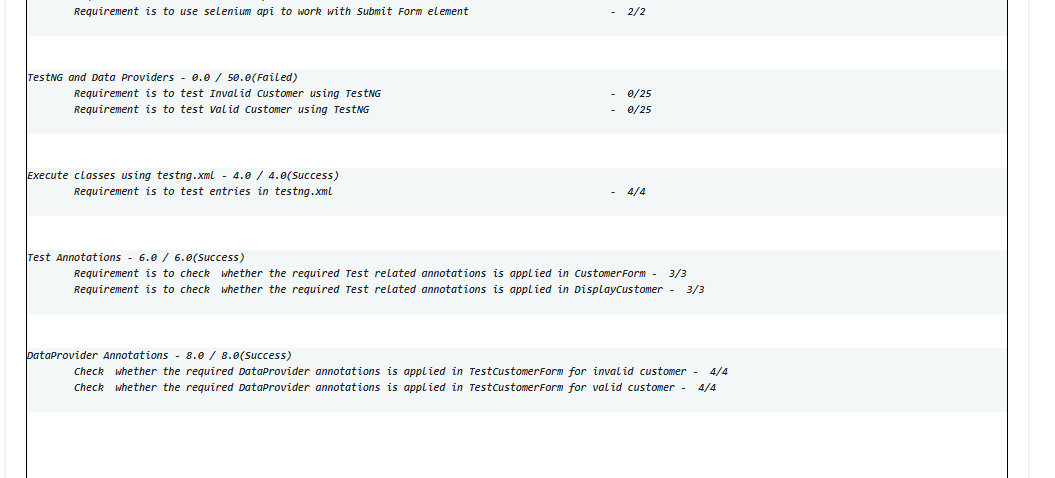 Requirement is to use selenium api to work with Submit Form element - 2/2
TestNG and Data Providers - 0.0 / 50.0(Failed)
Requirement is to test Invalid Customer using TestNG - 0/25
Requirement is to test Valid Customer using TestNG - 0/25
Execute classes using testng.xml - 4.0 / 4.0(Success)
Requirement is to test entries in testng.xml - 4/4
Test Annotations - 6.0 / 6.0(Success)
Requirement is to check  whether the required Test related annotations is applied in CustomerForm -  3/3
Requirement is to check  whether the required Test related annotations is applied in DisplayCustomer -  3/3
DataProvider Annotations - 8.0 / 8.0(Success)
Check  whether the required DataProvider annotations is applied in TestCustomerForm for invalid customer -  4/4
Check  whether the required DataProvider annotations is applied in TestCustomerForm for valid customer -  4/4